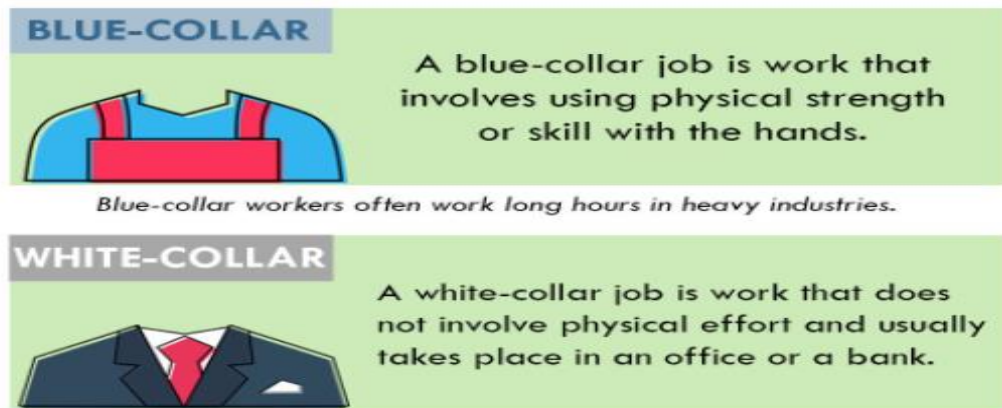 BLUE-COLLAR
A blue-collar job is work that
involves using physical strength
or skill with the hands.
Blue-collar workers often work long hours in heavy industries.
WHITE-COLLAR
A white-collar job is work that does
not involve physical effort and usually
takes place in an office or a bank.